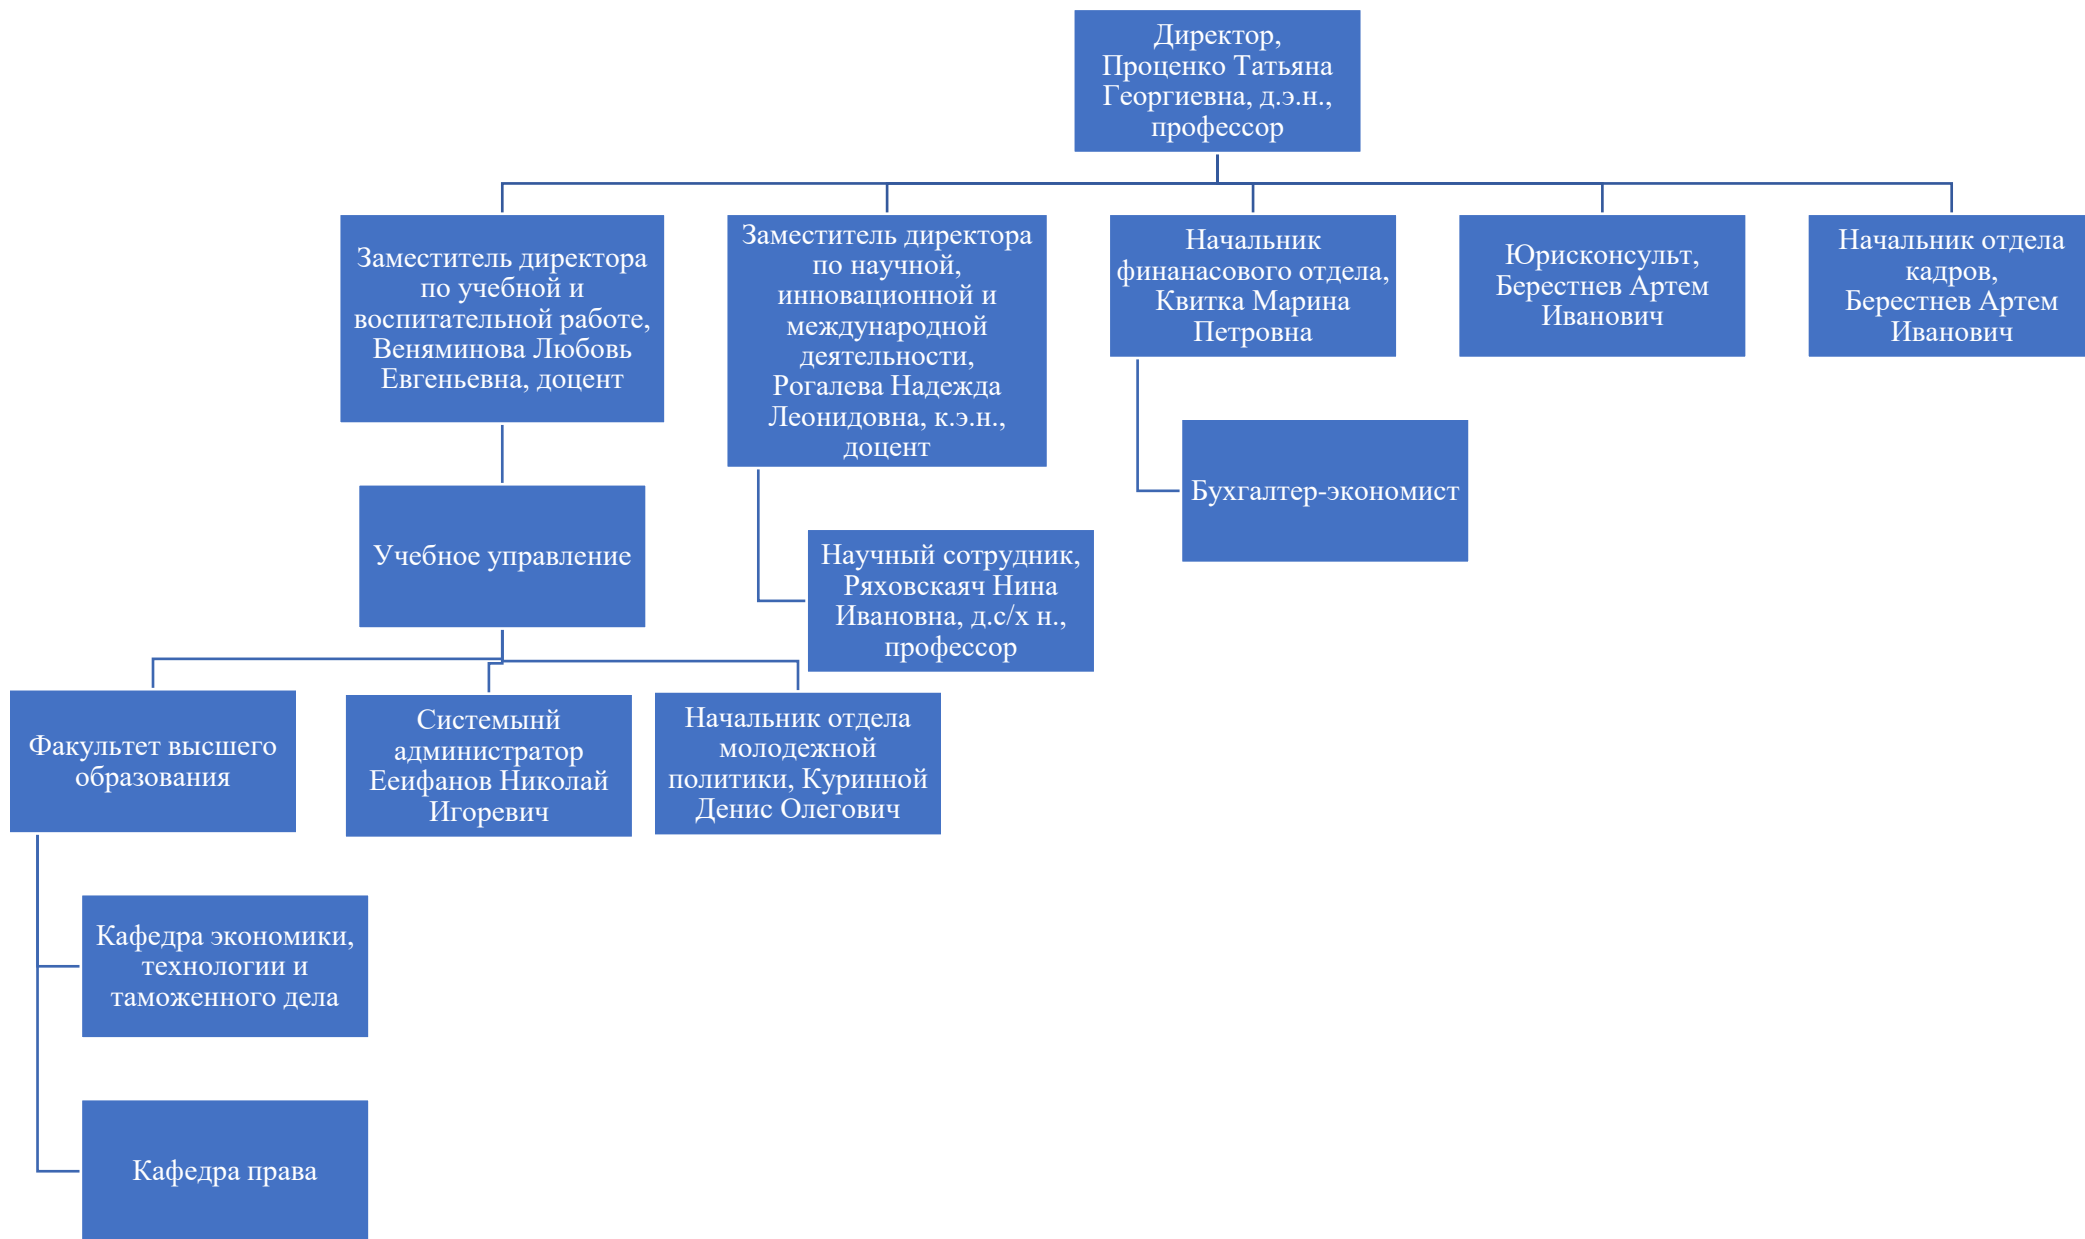 Директор,
Проценко Татьяна
Георгиевна, д.э.н.,
профессор
Заместитель директора
по учебной и
воспитательной работе,
Веняминова Любовь
Евгеньевна, доцент
Заместитель директора
по научной,
инновационной и
международной
деятельности,
Рогалева Надежда
Леонидовна, к.э.н.,
доцент
Начальник
финанасового отдела,
Квитка Марина
Петровна
Юрисконсульт,
Берестнев Артем
Иванович
Начальник отдела
кадров,
Берестнев Артем
Иванович
Бухгалтер-экономист
Учебное управление
Научный сотрудник,
Ряховскаяч Нина
Ивановна, д.с/х н.,
профессор
Факультет высшего
образования
Системынй
администратор
Ееифанов Николай
Игоревич
Начальник отдела
молодежной
политики, Куринной
Денис Олегович
Кафедра экономики,
технологии и
таможенного дела
Кафедра права